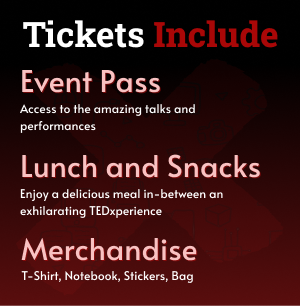 Tickets Include
Event Pass
Access to the amazing talks and
performances
Lunch and Snacks
Enjoy a delicious meal in-between an
exhilarating TEDxperience
Merchandise
T-Shirt, Notebook, Stickers, Bag